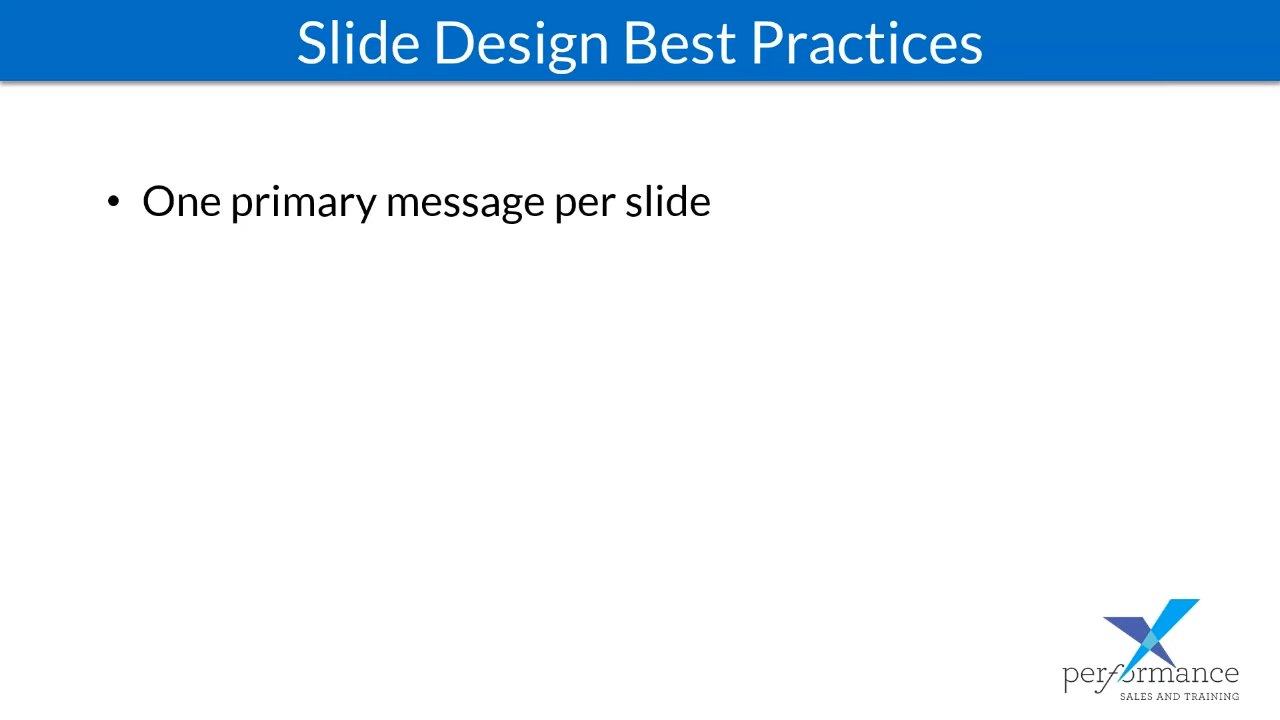 Slide Design Best Practices
• One primary message per slide
performance
SALES AND TRAINING